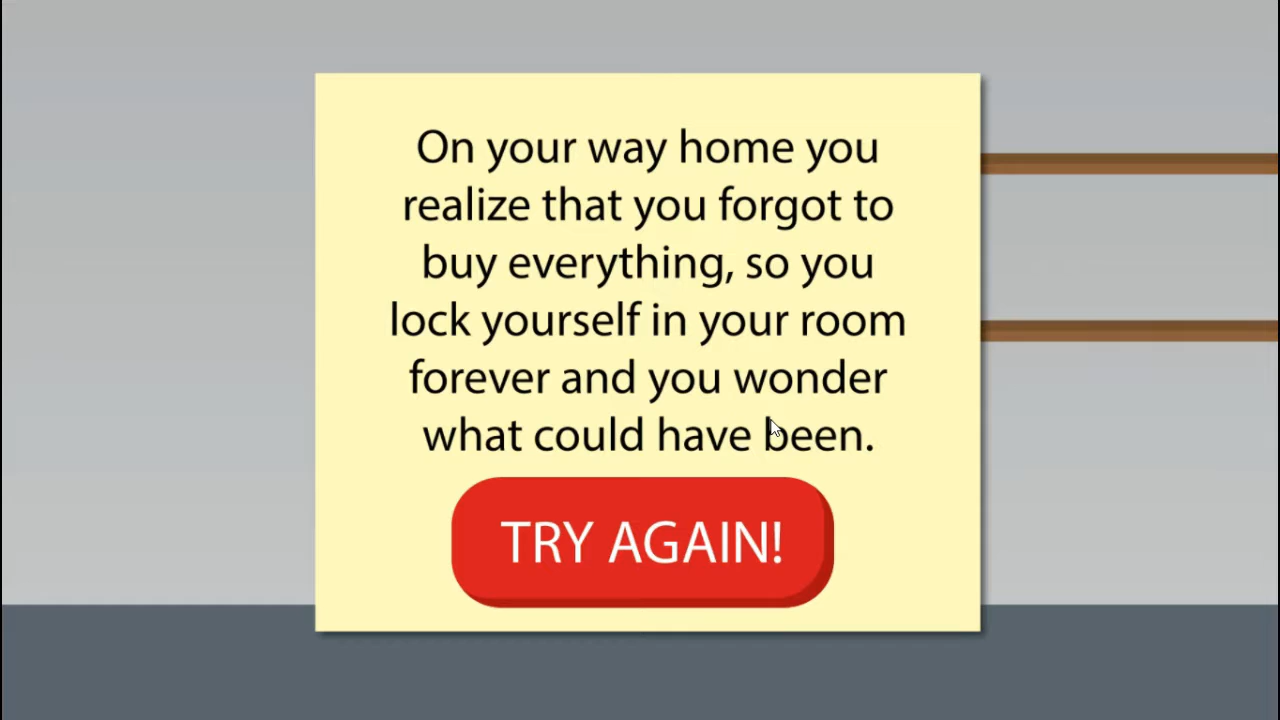 On your way home you
realize that you forgot to
buy everything, so you
lock yourself in your room
forever and you wonder
what could have been.
TRY AGAIN!